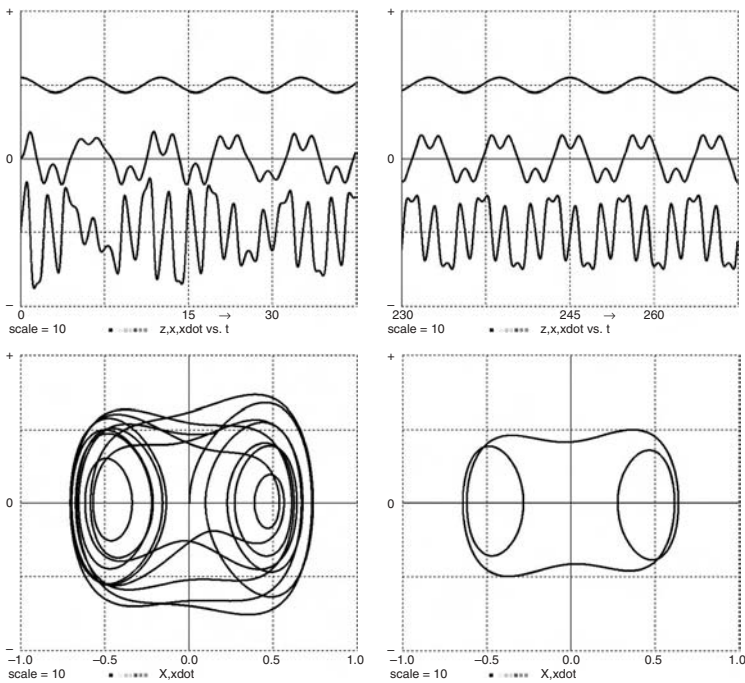 +
0
−
0 15 → 30
scale = 10 z,x,xdot vs. t
+
0
−
230 245 → 260
scale = 10 z,x,xdot vs. t
+
0
−
−1.0 −0.5 0.0 0.5 1.0
scale = 10 X,xdot
+
0
−
−1.0 −0.5 0.0 0.5 1.0
scale = 10 X,xdot